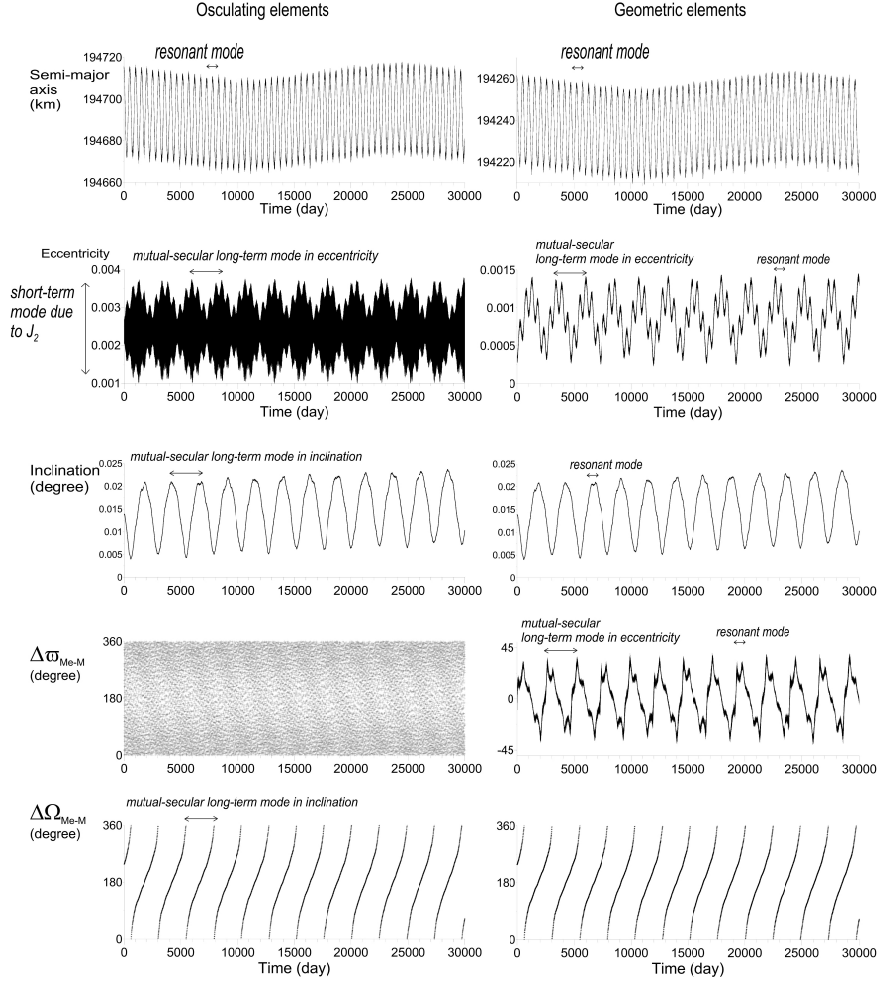 Osculating elements
Geometric elements
Semi-major
axis
(km)
resonant mode
194720
194700
194680
194660
0 5000 10000 15000 20000 25000 30000
Time (day)
resonant mode
194260
194240
194220
0 5000 10000 15000 20000 25000 30000
Time (day)
Eccentricity
mutual-secular long-term mode in eccentricity
short-term
mode due
to J2
0.004
0.003
0.002
0.001
0 5000 10000 15000 20000 25000 30000
Time (day)
mutual-secular
long-term mode in eccentricity
resonant mode
0.0015
0.001
0.0005
0
0 5000 10000 15000 20000 25000 30000
Time (day)
Inclination
(degree)
mutual-secular long-term mode in inclination
0.025
0.02
0.015
0.01
0.005
0
0 5000 10000 15000 20000 25000 30000
resonant mode
0.025
0.02
0.015
0.01
0.005
0
0 5000 10000 15000 20000 25000 30000
ΔϖMe-M
(degree)
360
180
0
0 5000 10000 15000 20000 25000 30000
mutual-secular
long-term mode in eccentricity
resonant mode
45
0
-45
0 5000 10000 15000 20000 25000 30000
ΔΩMe-M
(degree)
mutual-secular long-term mode in inclination
360
180
0
0 5000 10000 15000 20000 25000 30000
Time (day)
360
180
0
0 5000 10000 15000 20000 25000 30000
Time (day)